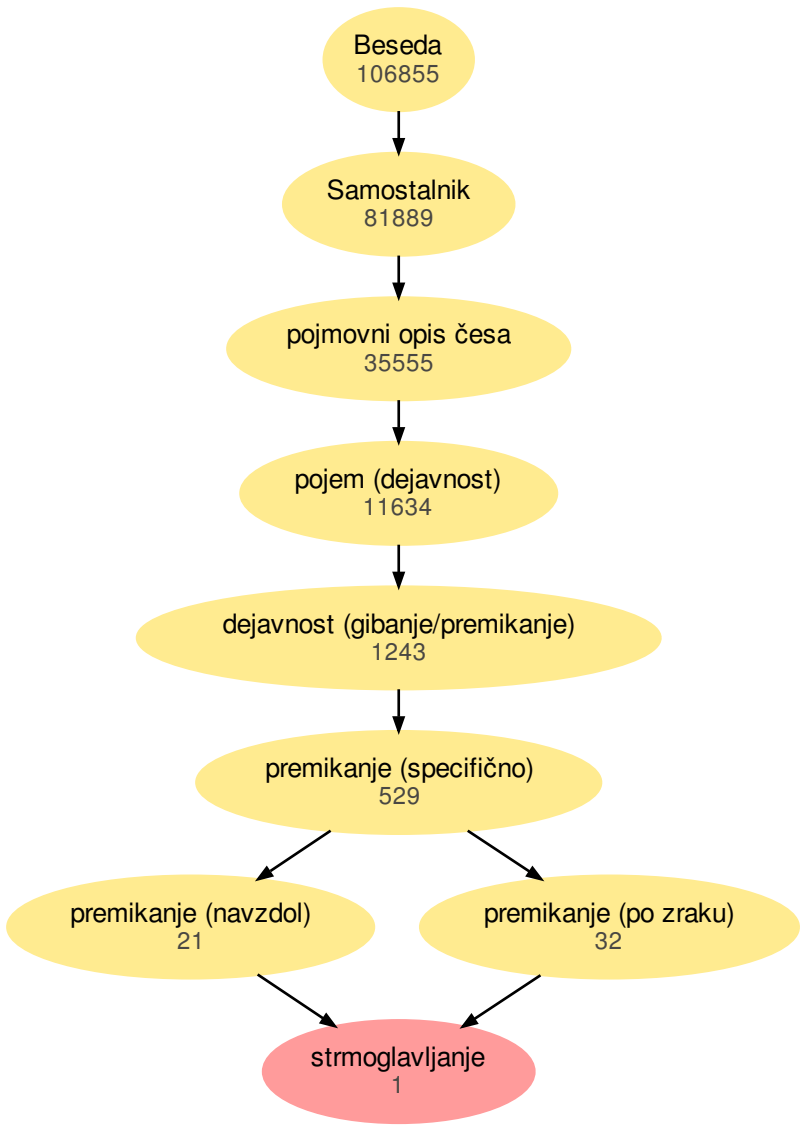 Beseda
106855
Samostalnik
81889
pojmovni opis česa
35555
pojem (dejavnost)
11634
dejavnost (gibanje/premikanje)
1243
premikanje (specifično)
529
premikanje (navzdol)
21
premikanje (po zraku)
32
strmoglavljanje
1